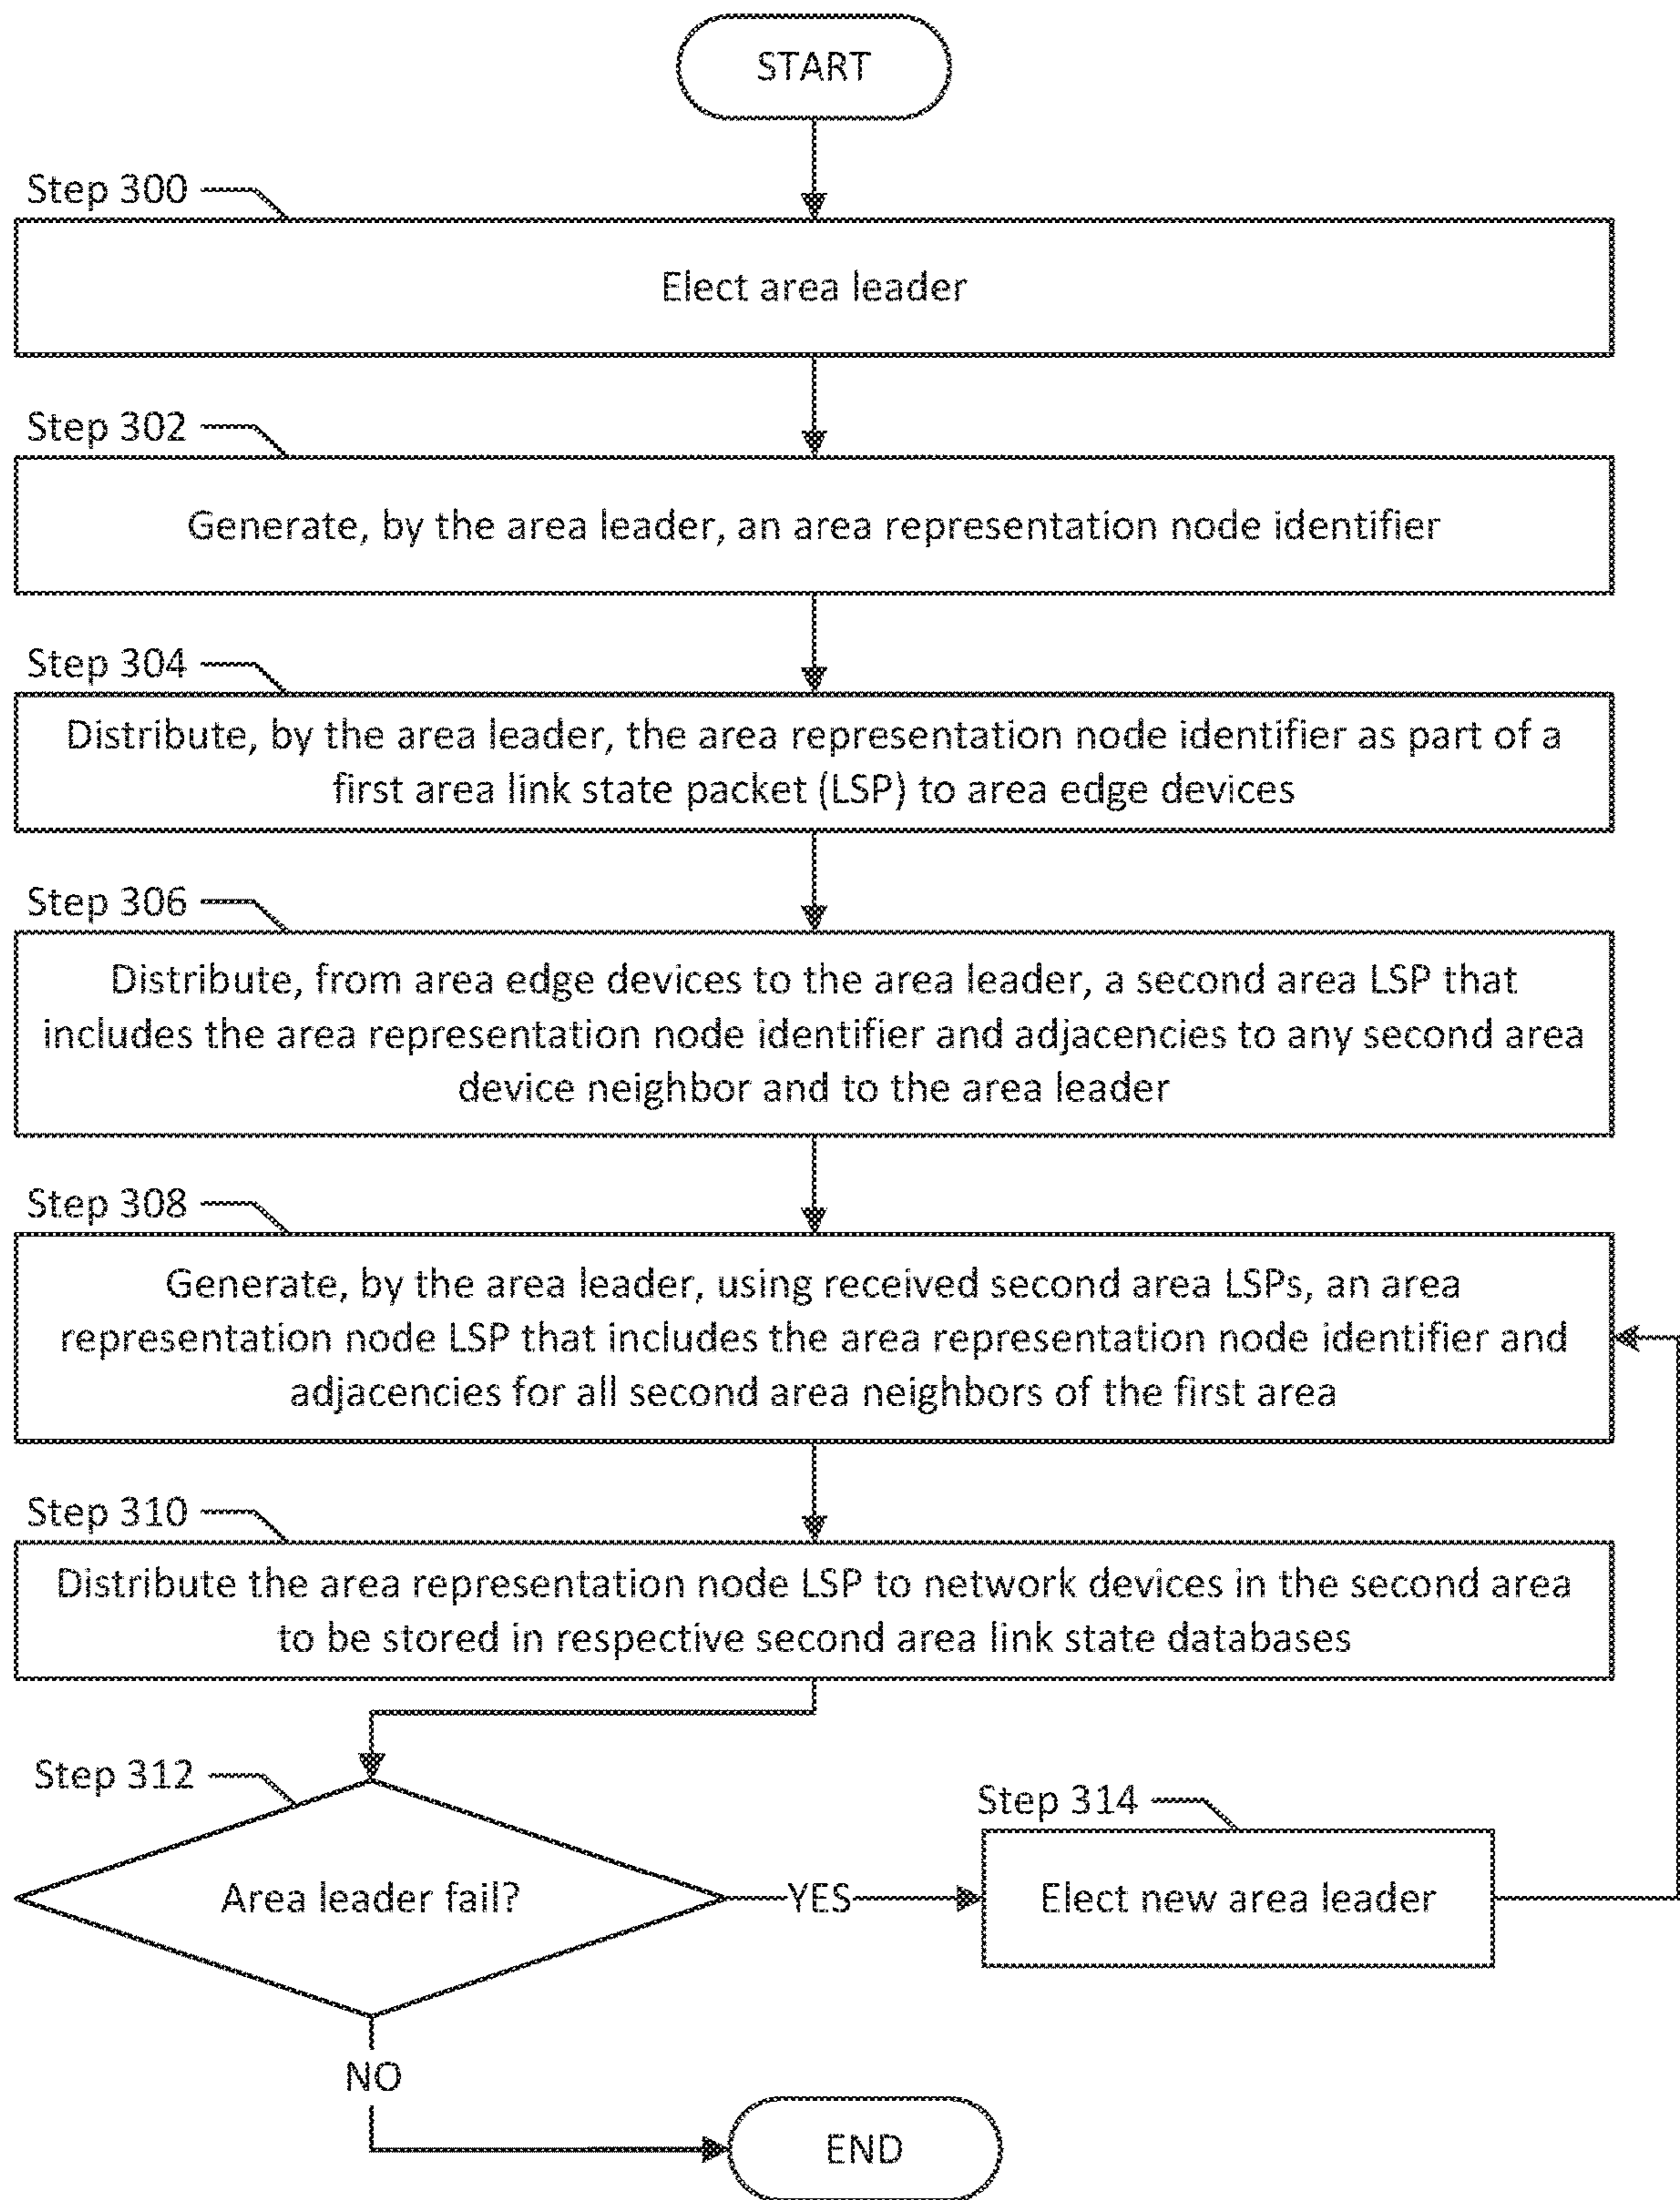 START
Step 300
Elect area leader
Step 302
Generate, by the area leader, an area representation node identifier
Step 304
Distribute, by the area leader, the area representation node identifier as part of a
first area link state packet (LSP) to area edge devices
Step 306
Distribute, from area edge devices to the area leader, a second area LSP that
includes the area representation node identifier and adjacencies to any second area
device neighbor and to the area leader
Step 308
Generate, by the area leader, using received second area LSPs, an area
representation node LSP that includes the area representation node identifier and
adjacencies for all second area neighbors of the first area
Step 310
Distribute the area representation node LSP to network devices in the second area
to be stored in respective second area link state databases
Step 312
Area leader fail?
YES
Step 314
Elect new area leader
NO
END